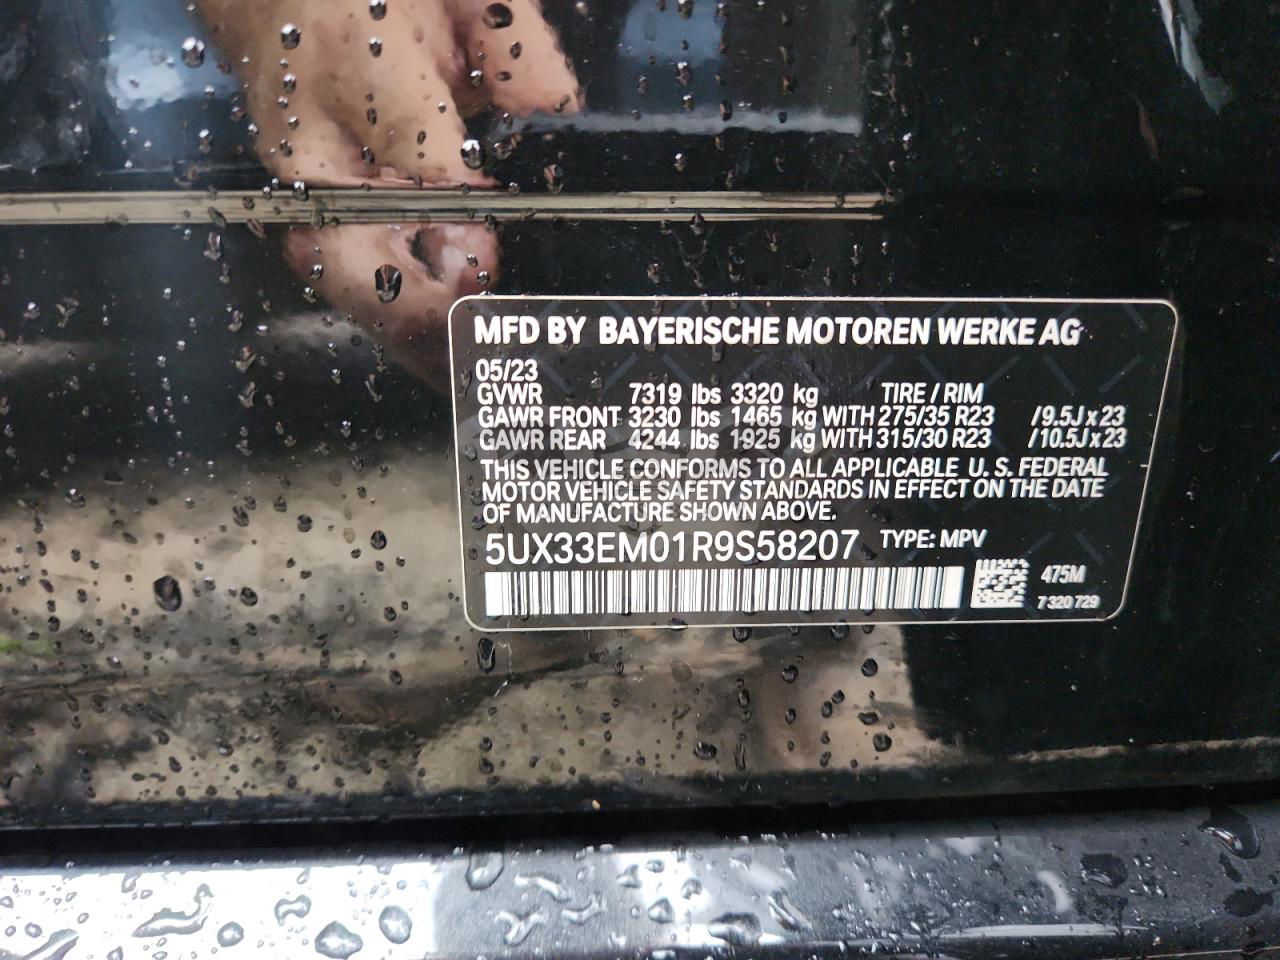 MFD BY BAYERISCHE MOTOREN WERKE AG
05/23
GVWR 7319 lbs 3320 kg TIRE / RIM
GAWR FRONT 3230 lbs 1465 kg WITH 275/35 R23 /9.5J x 23
GAWR REAR 4244 lbs 1925 kg WITH 315/30 R23 /10.5J x 23
THIS VEHICLE CONFORMS TO ALL APPLICABLE U. S. FEDERAL
MOTOR VEHICLE SAFETY STANDARDS IN EFFECT ON THE DATE
OF MANUFACTURE SHOWN ABOVE.
5UX33EM01R9S58207 TYPE: MPV
475M
7 320 729